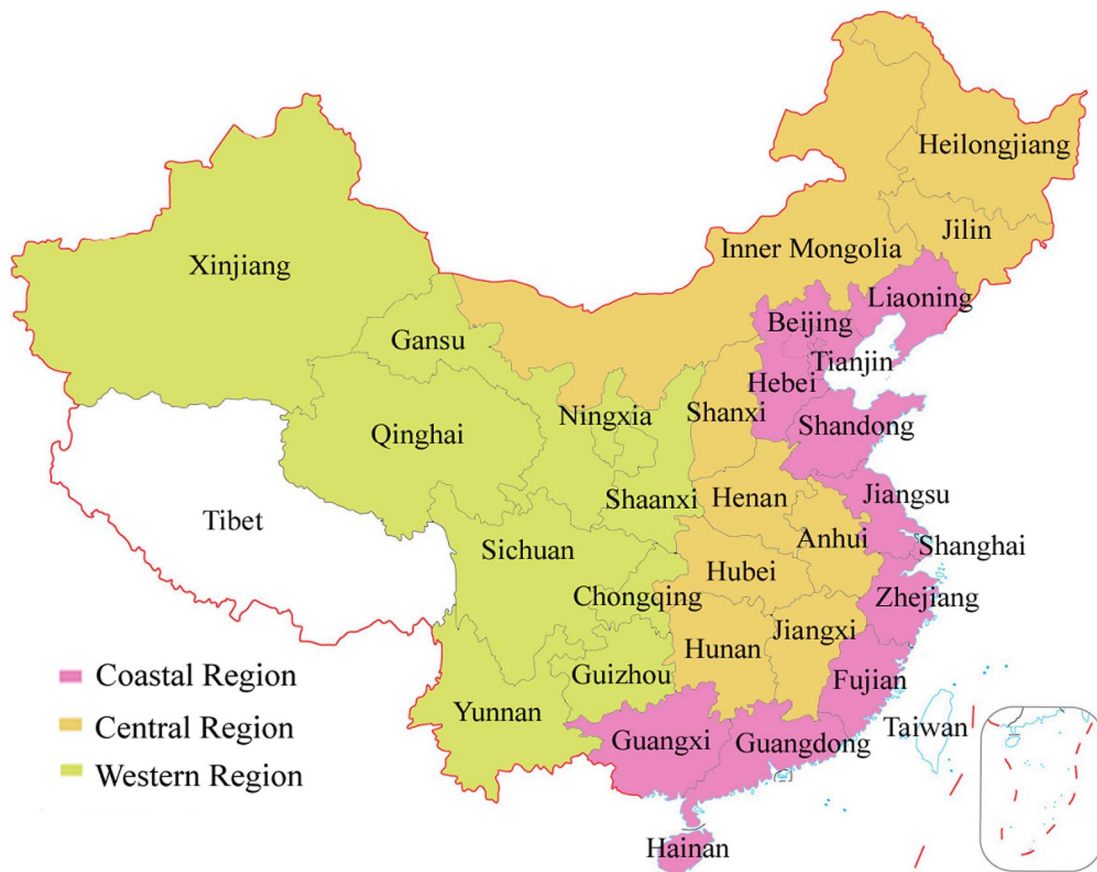 Heilongjiang
Jilin
Inner Mongolia
Xinjiang
Liaoning
Beijing
Gansu
Tianjin
Hebei
Ningxia
Shanxi
Shandong
Qinghai
Shaanxi
Henan
Jiangsu
Tibet
Anhui
Shanghai
Sichuan
Hubei
Chongqing
Zhejiang
Jiangxi
Hunan
Guizhou
Fujian
Yunnan
Taiwan
Guangxi
Guangdong
Hainan
Coastal Region
Central Region
Western Region